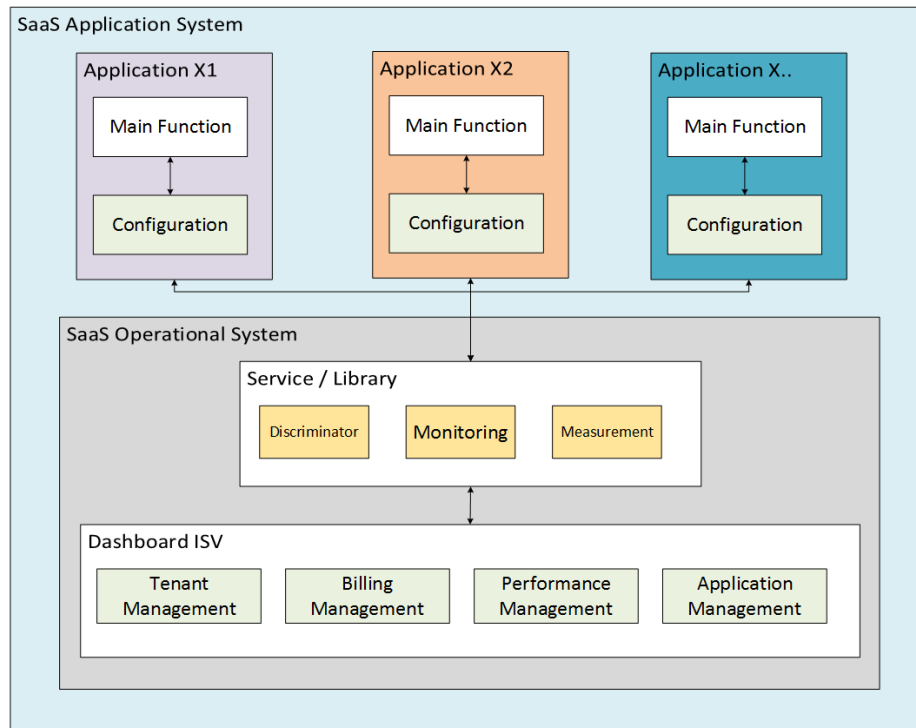 SaaS Application System
Application X1
Main Function
Configuration
Application X2
Main Function
Configuration
Application X..
Main Function
Configuration
SaaS Operational System
Service / Library
Discriminator
Monitoring
Measurement
Dashboard ISV
Tenant
Management
Billing
Management
Performance
Management
Application
Management